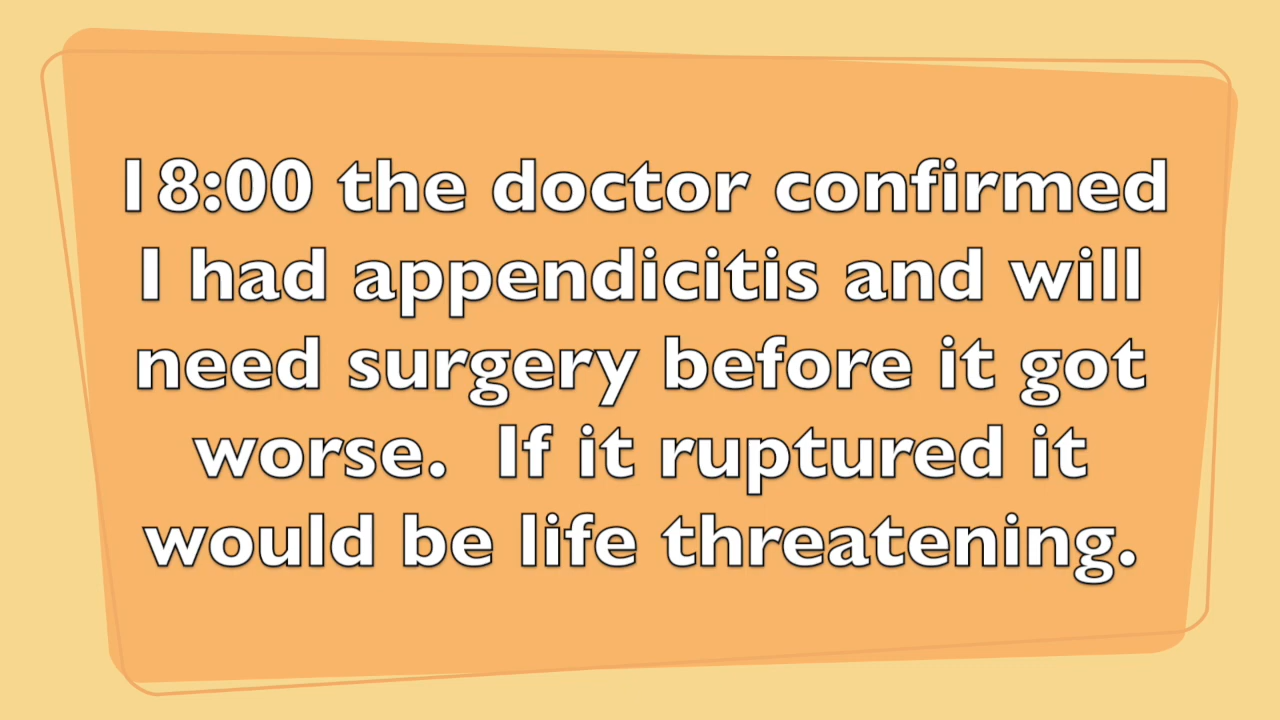 18:00 the doctor confirmed
I had appendicitis and will
need surgery before it got
worse.  If it ruptured it
would be life threatening.